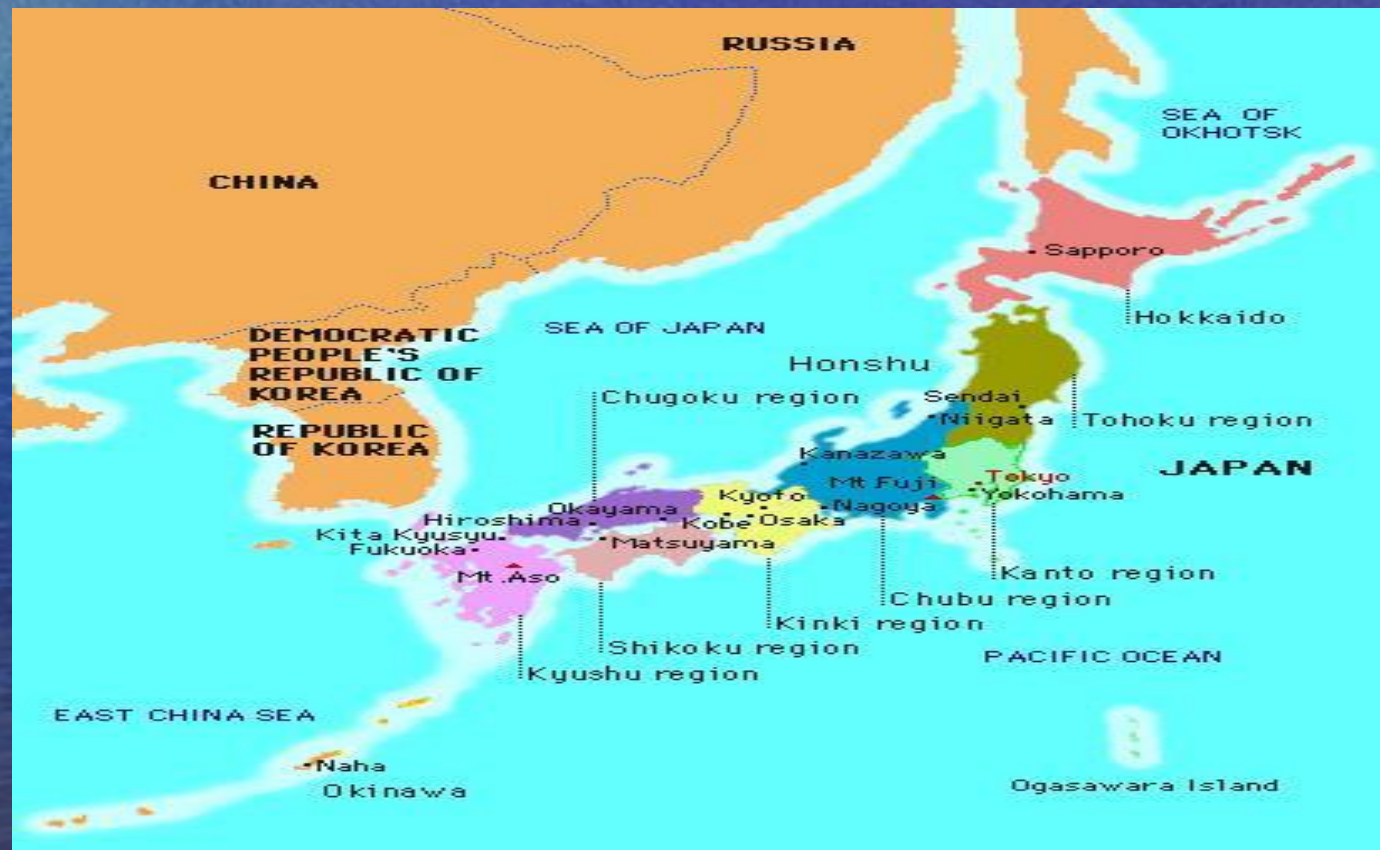 RUSSIA
SEA OF
OKHOTSK
CHINA
Sapporo
Hokkaido
SEA OF JAPAN
DEMOCRATIC
PEOPLE'S
REPUBLIC OF
KOREA
Honshu
Chugoku region
Sendai
Niigata
Tohoku region
REPUBLIC
OF KOREA
Kanazawa
JAPAN
Mt Fuji
Tokyo
Yokohama
Kyoto
Nagoya
Okayama
Hiroshima
Kobe
Osaka
Kita Kyusyu
Matsuyama
Fukuoka
Mt.Aso
Kanto region
Chubu region
Kinki region
Shikoku region
PACIFIC OCEAN
Kyushu region
EAST CHINA SEA
Naha
Okinawa
Ogasawara Island